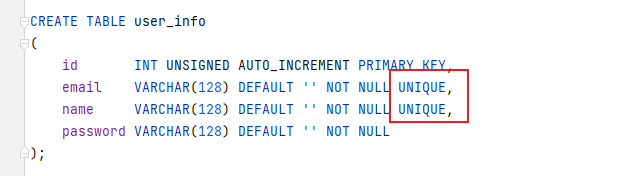 CREATE TABLE user_info
(
    id       INT UNSIGNED AUTO_INCREMENT PRIMARY KEY,
    email    VARCHAR(128) DEFAULT '' NOT NULL UNIQUE,
    name     VARCHAR(128) DEFAULT '' NOT NULL UNIQUE,
    password VARCHAR(128) DEFAULT '' NOT NULL
);